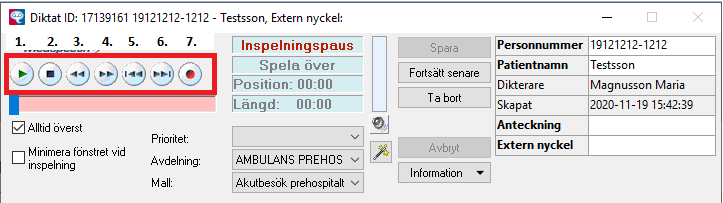 Diktat ID: 17139161 19121212-1212 - Testsson, Extern nyckel:
1. 2. 3. 4. 5. 6. 7.
Inspelningspaus
Spela över
Position: 00:00
Längd: 00:00
Alltid överst
Minimera fönstret vid
inspelning
Prioritet:
Avdelning: AMBULANS PREHOS
Mall: Akutbesök prehospitalt
Spara
Fortsätt senare
Ta bort
Avbryt
Information
Personnummer 19121212-1212
Patientnamn Testsson
Dikterare Magnusson Maria
Skapat 2020-11-19 15:42:39
Anteckning
Extern nyckel